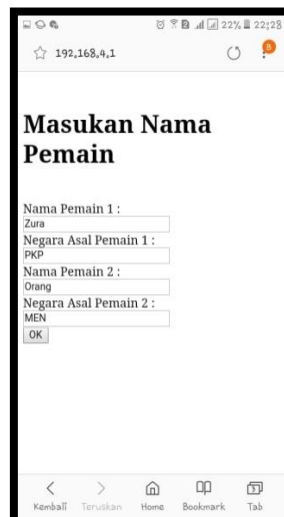 22% 22:28
192,168,4,1
8
Masukan Nama
Pemain
Nama Pemain 1 :
Zura
Negara Asal Pemain 1 :
PKP
Nama Pemain 2 :
Orang
Negara Asal Pemain 2 :
MEN
OK
Kembali Teruskan Home Bookmark Tab